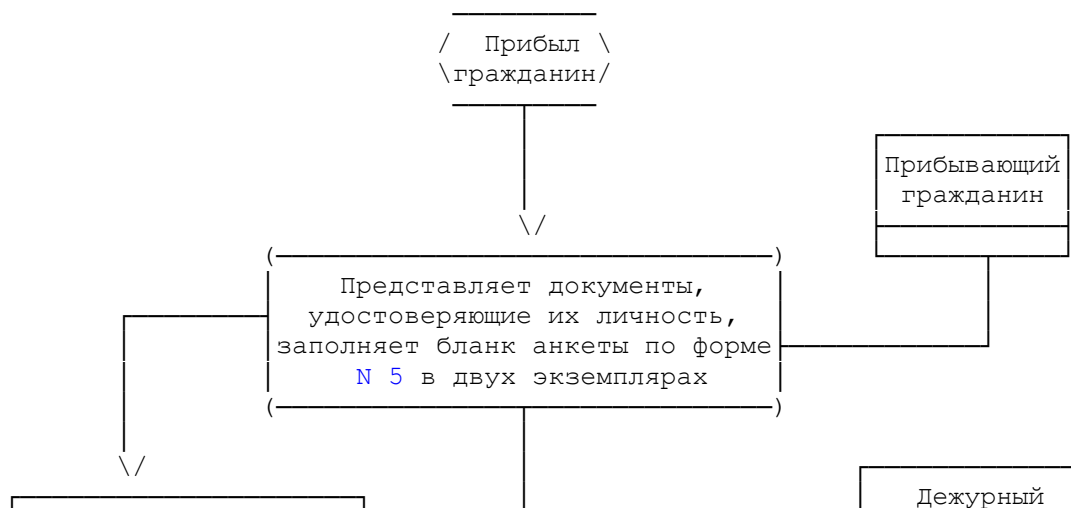 Прибыл
гражданин
Прибывающий
гражданин
Представляет документы,
удостоверяющие их личность,
заполняет бланк анкеты по форме
N 5 в двух экземплярах
Дежурный